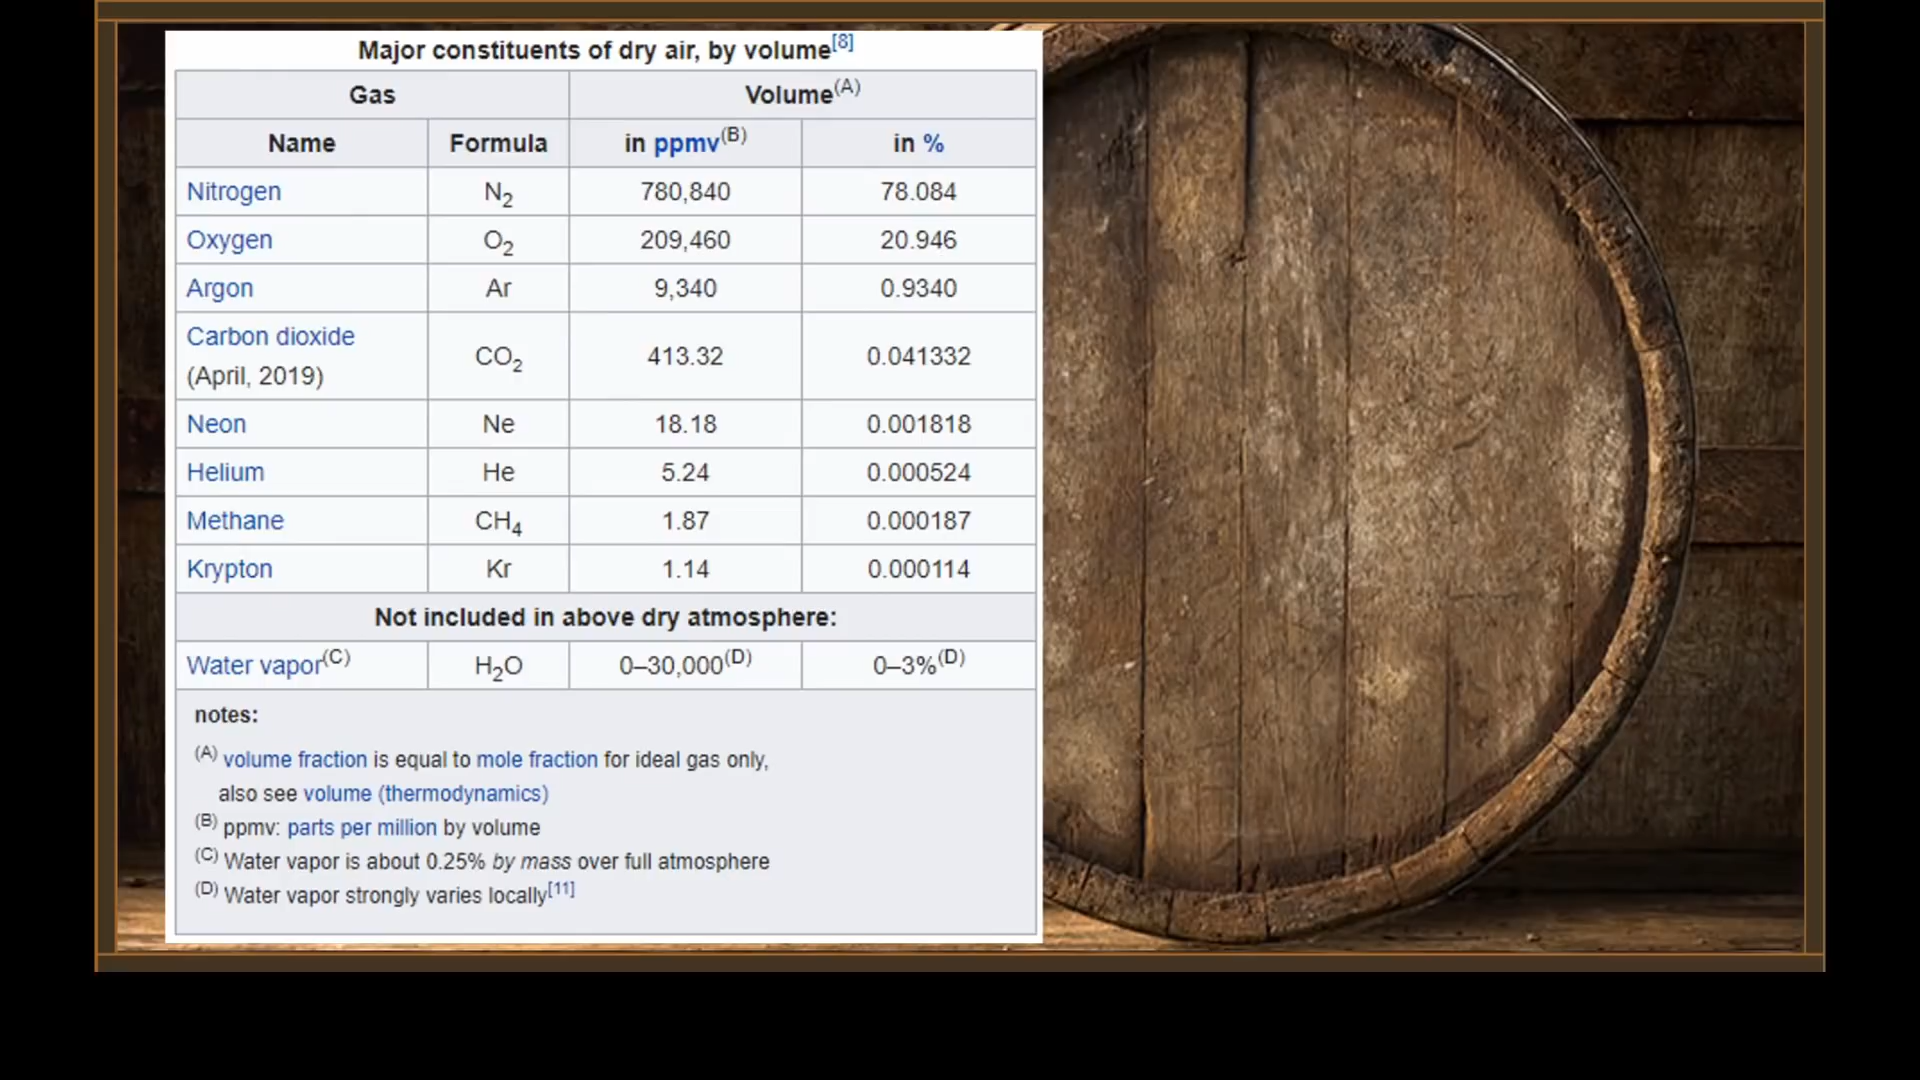 Major constituents of dry air, by volume[8]
Gas Volume(A)
Name Formula in ppmv(B) in %
Nitrogen N2 780,840 78.084
Oxygen O2 209,460 20.946
Argon Ar 9,340 0.9340
Carbon dioxide
(April, 2019) CO2 413.32 0.041332
Neon Ne 18.18 0.001818
Helium He 5.24 0.000524
Methane CH4 1.87 0.000187
Krypton Kr 1.14 0.000114
Not included in above dry atmosphere:
Water vapor(C) H2O 0–30,000(D) 0–3%(D)
notes:
(A) volume fraction is equal to mole fraction for ideal gas only,
also see volume (thermodynamics)
(B) ppmv: parts per million by volume
(C) Water vapor is about 0.25% by mass over full atmosphere
(D) Water vapor strongly varies locally[11]